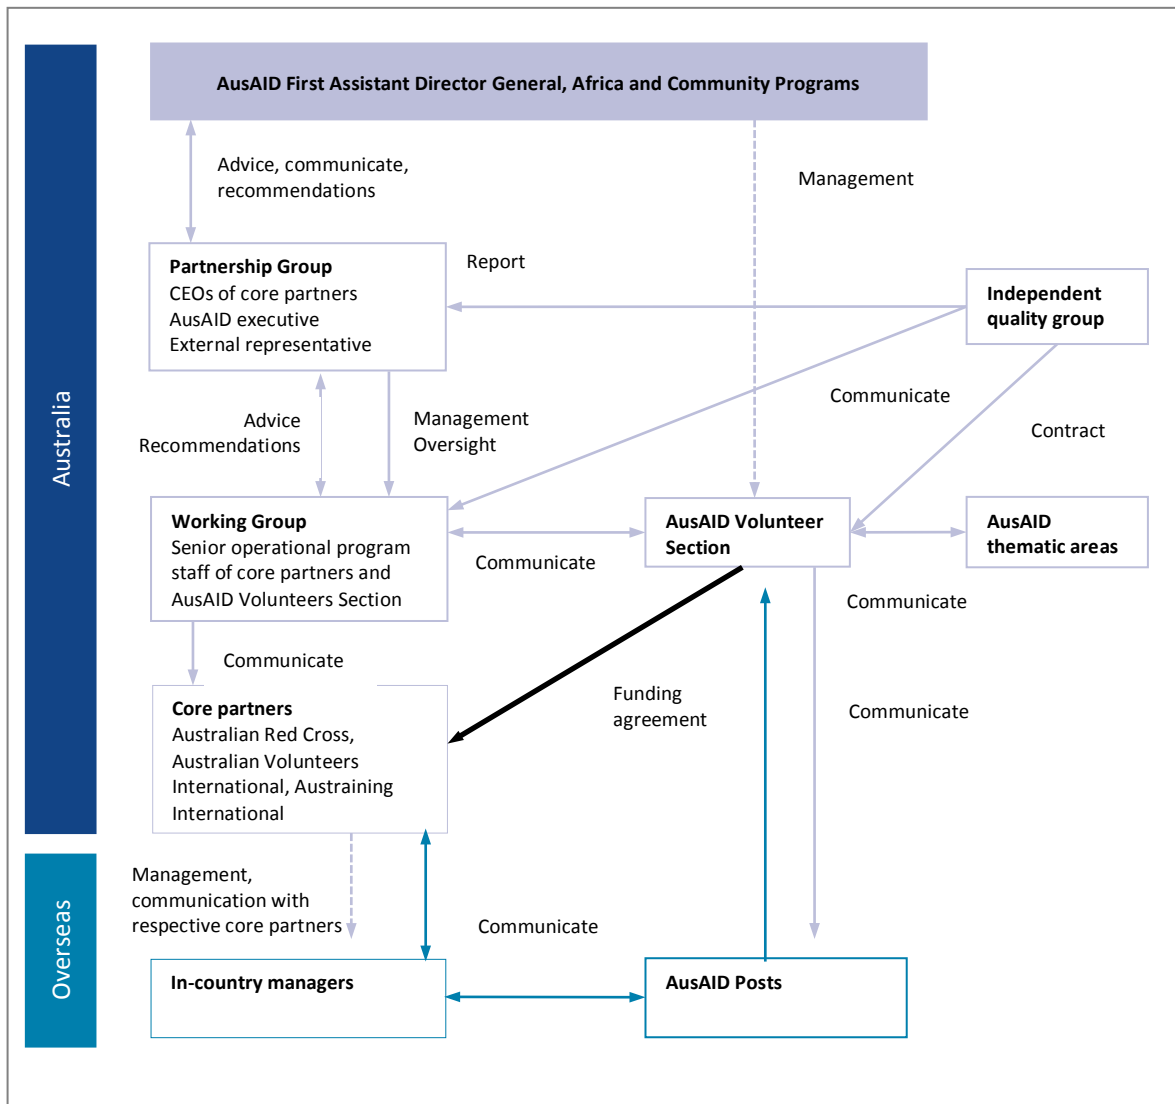 AusAID First Assistant Director General, Africa and Community Programs
Advice, communicate,
recommendations
Management
Partnership Group
CEOs of core partners
AusAID executive
External representative
Report
Independent
quality group
Australia
Advice
Recommendations
Management
Oversight
Communicate
Contract
Working Group
Senior operational program
staff of core partners and
AusAID Volunteers Section
Communicate
AusAID Volunteer
Section
AusAID
thematic areas
Communicate
Communicate
Core partners
Australian Red Cross,
Australian Volunteers
International, Austraining
International
Funding
agreement
Communicate
Overseas
Management,
communication with
respective core partners
Communicate
In-country managers
AusAID Posts